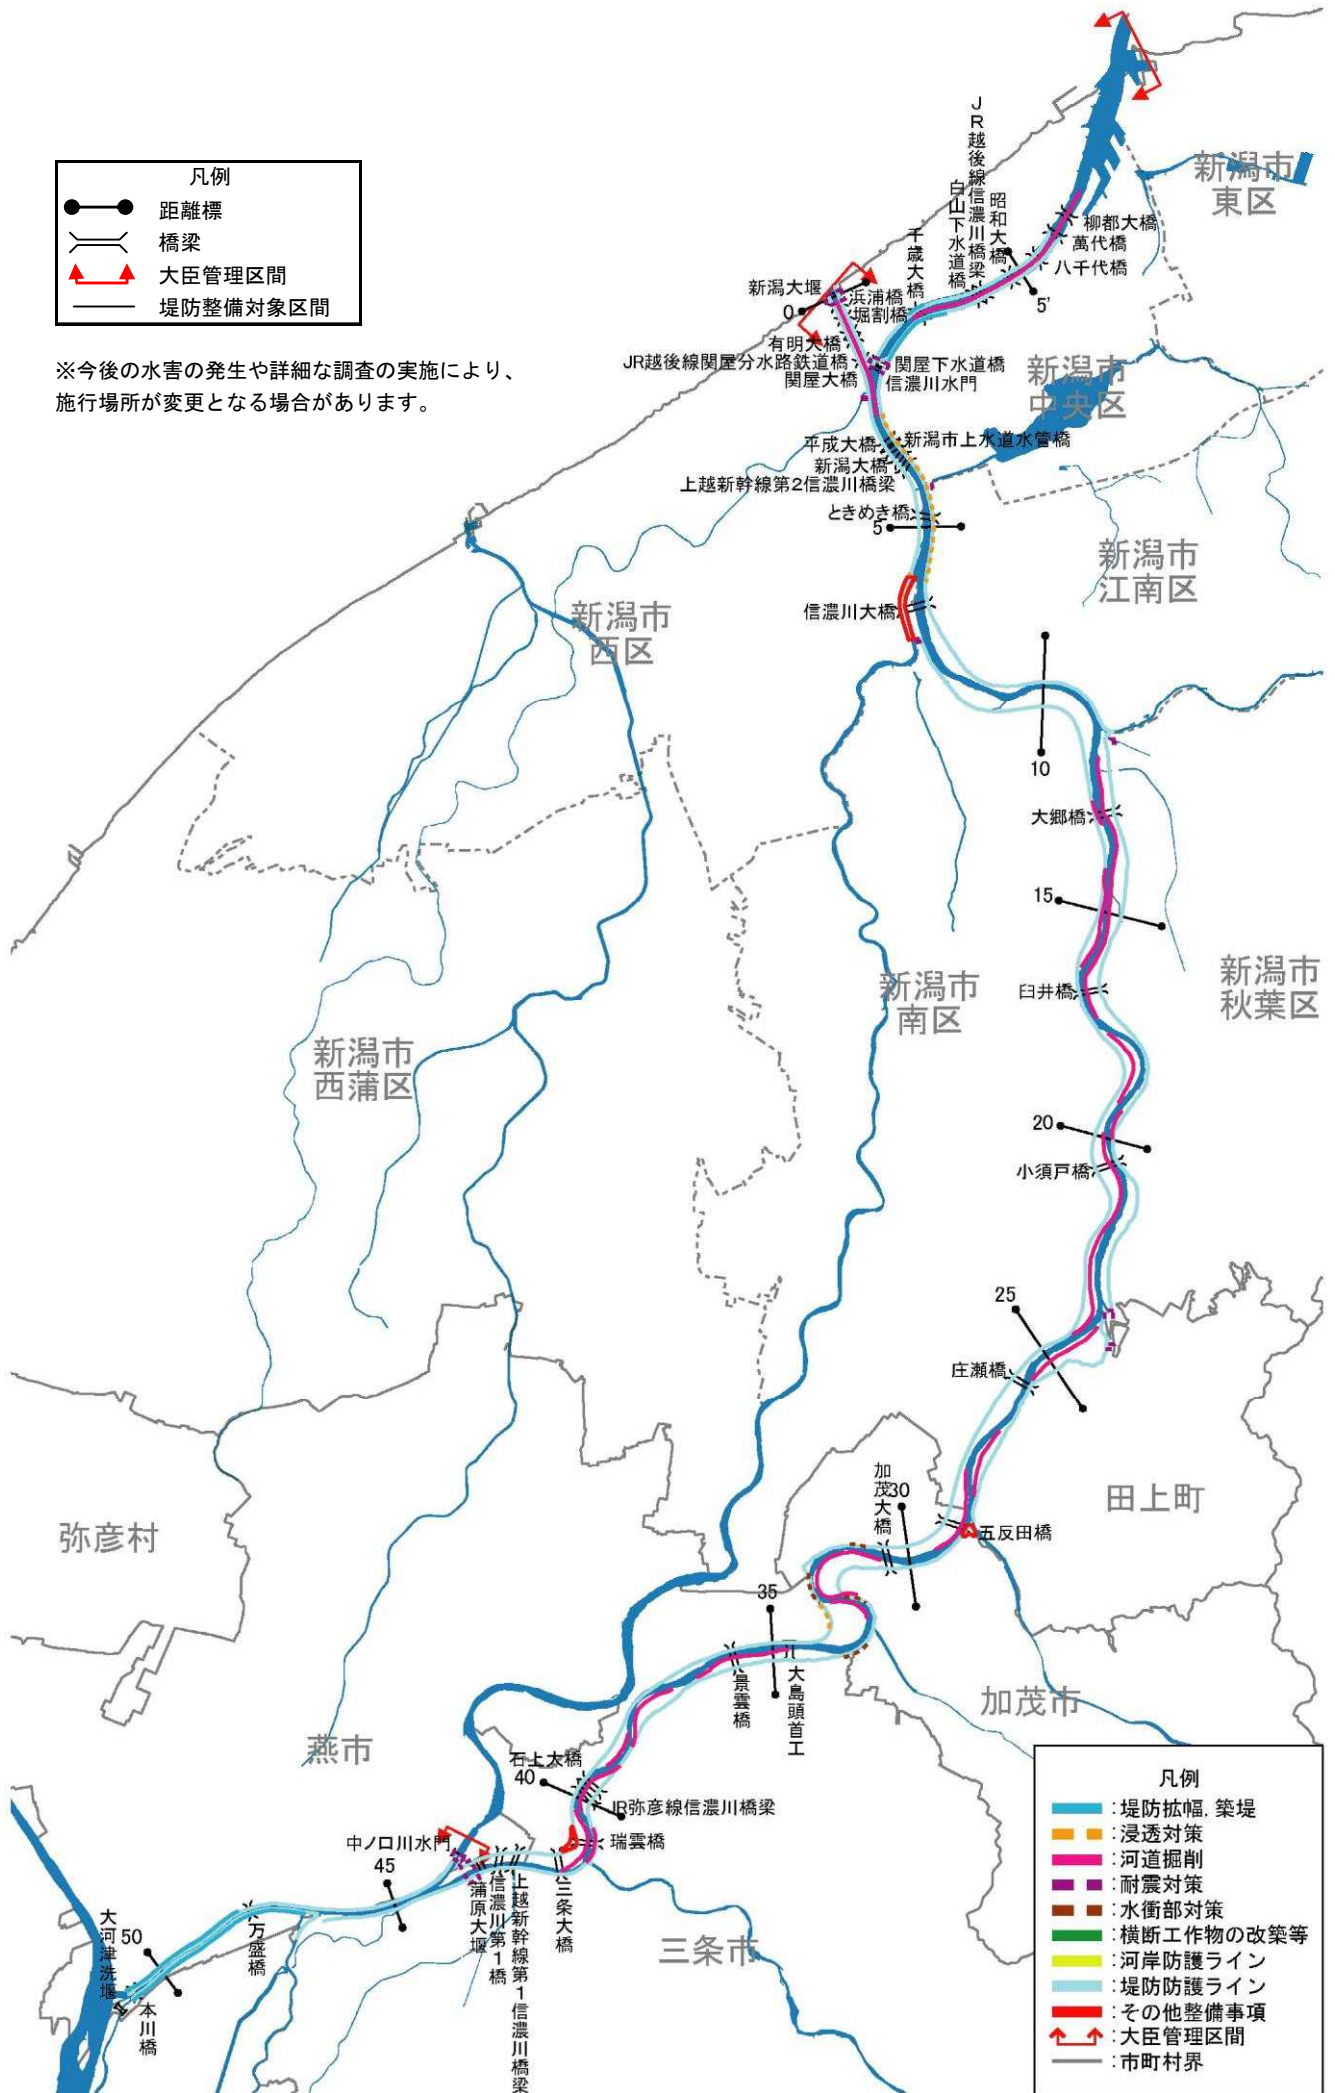 凡例
距離標
橋梁
大臣管理区間
堤防整備対象区間
※今後の水害の発生や詳細な調査の実施により、
施行場所が変更となる場合があります。
新潟市
東区
柳都大橋
萬代橋
八千代橋
昭和大橋
JR越後線信濃川橋梁
白山下水道橋
千歳大橋
5'
新潟大堰
0
浜浦橋
堀割橋
有明大橋
JR越後線関屋分水路鉄道橋
関屋大橋
関屋下水道橋
信濃川水門
新潟市
中央区
平成大橋
新潟市上水道水管橋
新潟大橋
上越新幹線第2信濃川橋梁
ときめき橋
5
新潟市
江南区
信濃川大橋
新潟市
西区
10
大郷橋
15
臼井橋
新潟市
南区
新潟市
秋葉区
新潟市
西蒲区
20
小須戸橋
25
庄瀬橋
田上町
加茂大橋
30
五反田橋
弥彦村
35
景雲橋
大島頭首工
加茂市
燕市
石上大橋
40
JR弥彦線信濃川橋梁
瑞雲橋
中ノ口川水門
45
蒲原大堰
信濃川第1橋
上越新幹線第1信濃川橋梁
三条大橋
三条市
万盛橋
50
大河津洗堰
本川橋
凡例
:堤防拡幅,築堤
:浸透対策
:河道掘削
:耐震対策
:水衝部対策
:横断工作物の改築等
:河岸防護ライン
:堤防防護ライン
:その他整備事項
:大臣管理区間
:市町村界